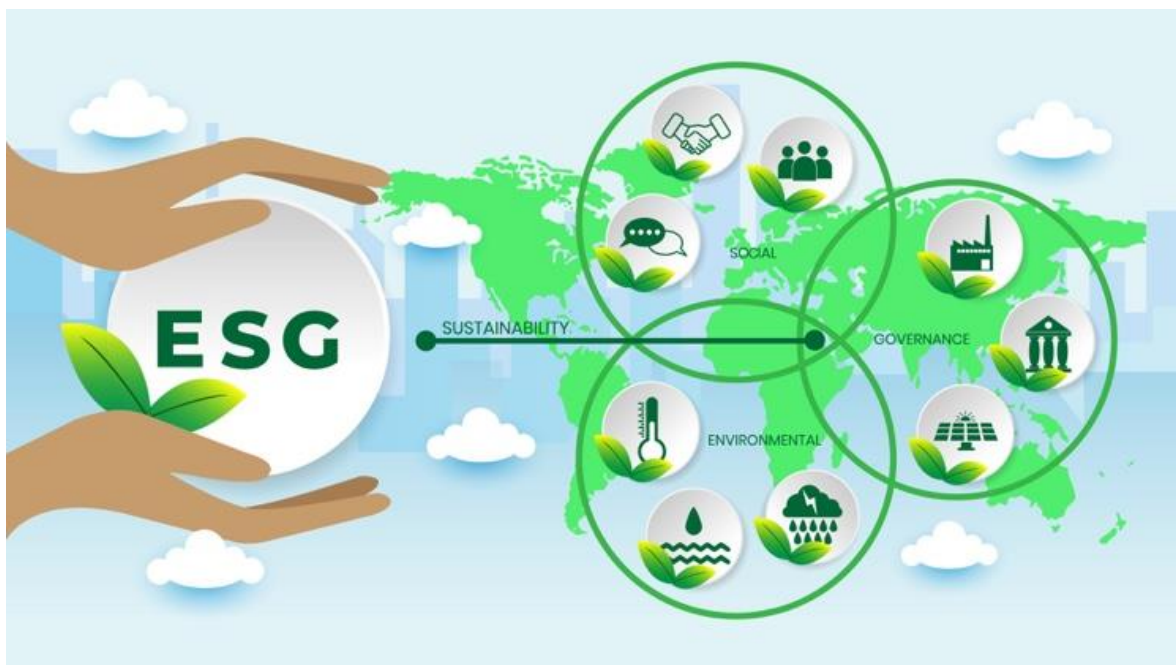 ESG
SUSTAINABILITY
SOCIAL
GOVERNANCE
ENVIRONMENTAL